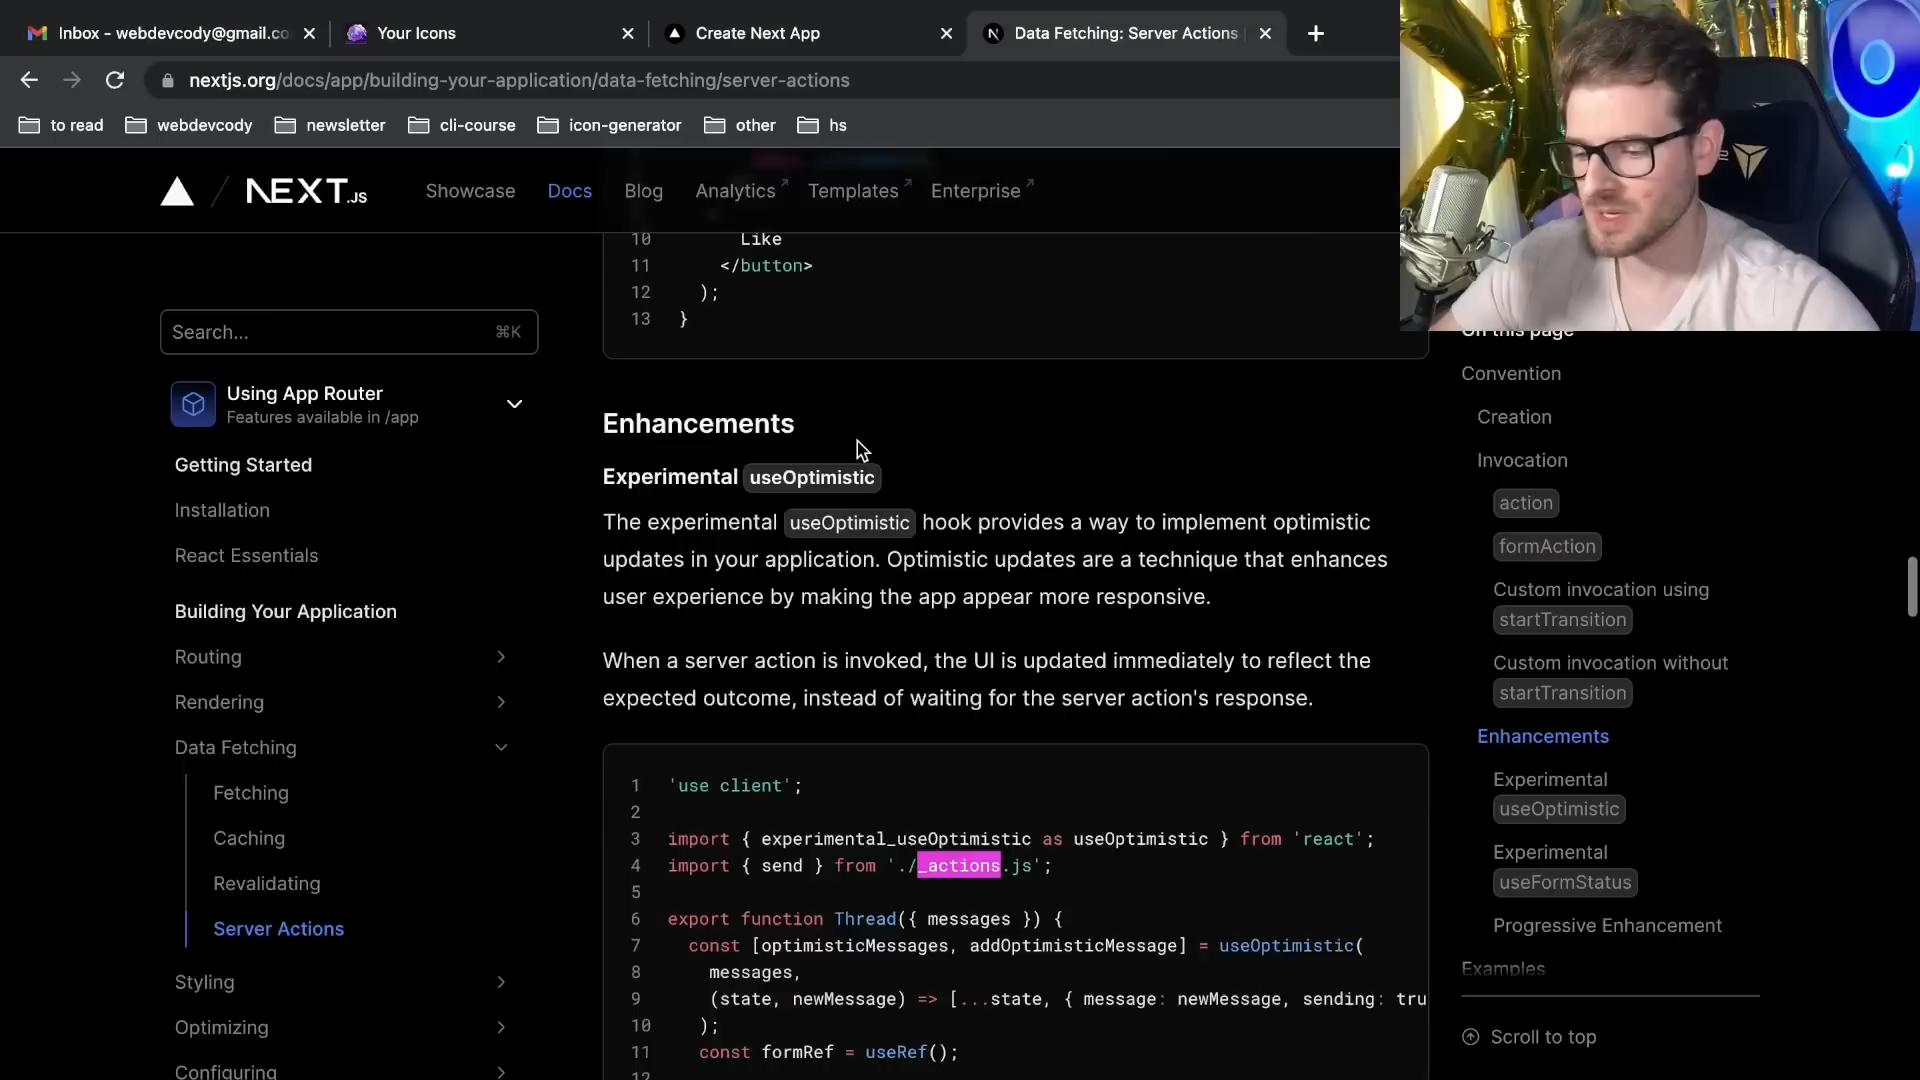 Inbox - webdevcody@gmail.co
Your Icons
Create Next App
Data Fetching: Server Actions
nextjs.org/docs/app/building-your-application/data-fetching/server-actions
to read
webdevcody
newsletter
cli-course
icon-generator
other
hs
NEXT.JS
Showcase
Docs
Blog
Analytics
Templates
Enterprise
Search...
⌘K
Using App Router
Features available in /app
Getting Started
Installation
React Essentials
Building Your Application
Routing
Rendering
Data Fetching
Fetching
Caching
Revalidating
Server Actions
Styling
Optimizing
Configuring
10 Like
11 </button>
12 );
13 }
Enhancements
Experimental useOptimistic
The experimental useOptimistic hook provides a way to implement optimistic
updates in your application. Optimistic updates are a technique that enhances
user experience by making the app appear more responsive.
When a server action is invoked, the UI is updated immediately to reflect the
expected outcome, instead of waiting for the server action's response.
1 'use client';
2
3 import { experimental_useOptimistic as useOptimistic } from 'react';
4 import { send } from './_actions.js';
5
6 export function Thread({ messages }) {
7 const [optimisticMessages, addOptimisticMessage] = useOptimistic(
8 messages,
9 (state, newMessage) => [...state, { message: newMessage, sending: tru
10 );
11 const formRef = useRef();
12
On this page
Convention
Creation
Invocation
action
formAction
Custom invocation using
startTransition
Custom invocation without
startTransition
Enhancements
Experimental
useOptimistic
Experimental
useFormStatus
Progressive Enhancement
Examples
Scroll to top